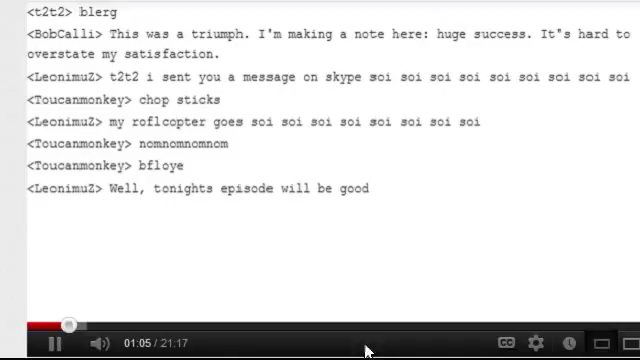 <t2t2> blerg
<BobCalli> This was a triumph. I'm making a note here: huge success. It"s hard to
overstate my satisfaction.
<LeonimuZ> t2t2 i sent you a message on skype soi soi soi soi soi soi soi soi soi
<Toucanmonkey> chop sticks
<LeonimuZ> my roflcopter goes soi soi soi soi soi soi soi soi
<Toucanmonkey> nomnomnomnom
<Toucanmonkey> bfloye
<LeonimuZ> Well, tonights episode will be good
1:05 / 21:17
CC